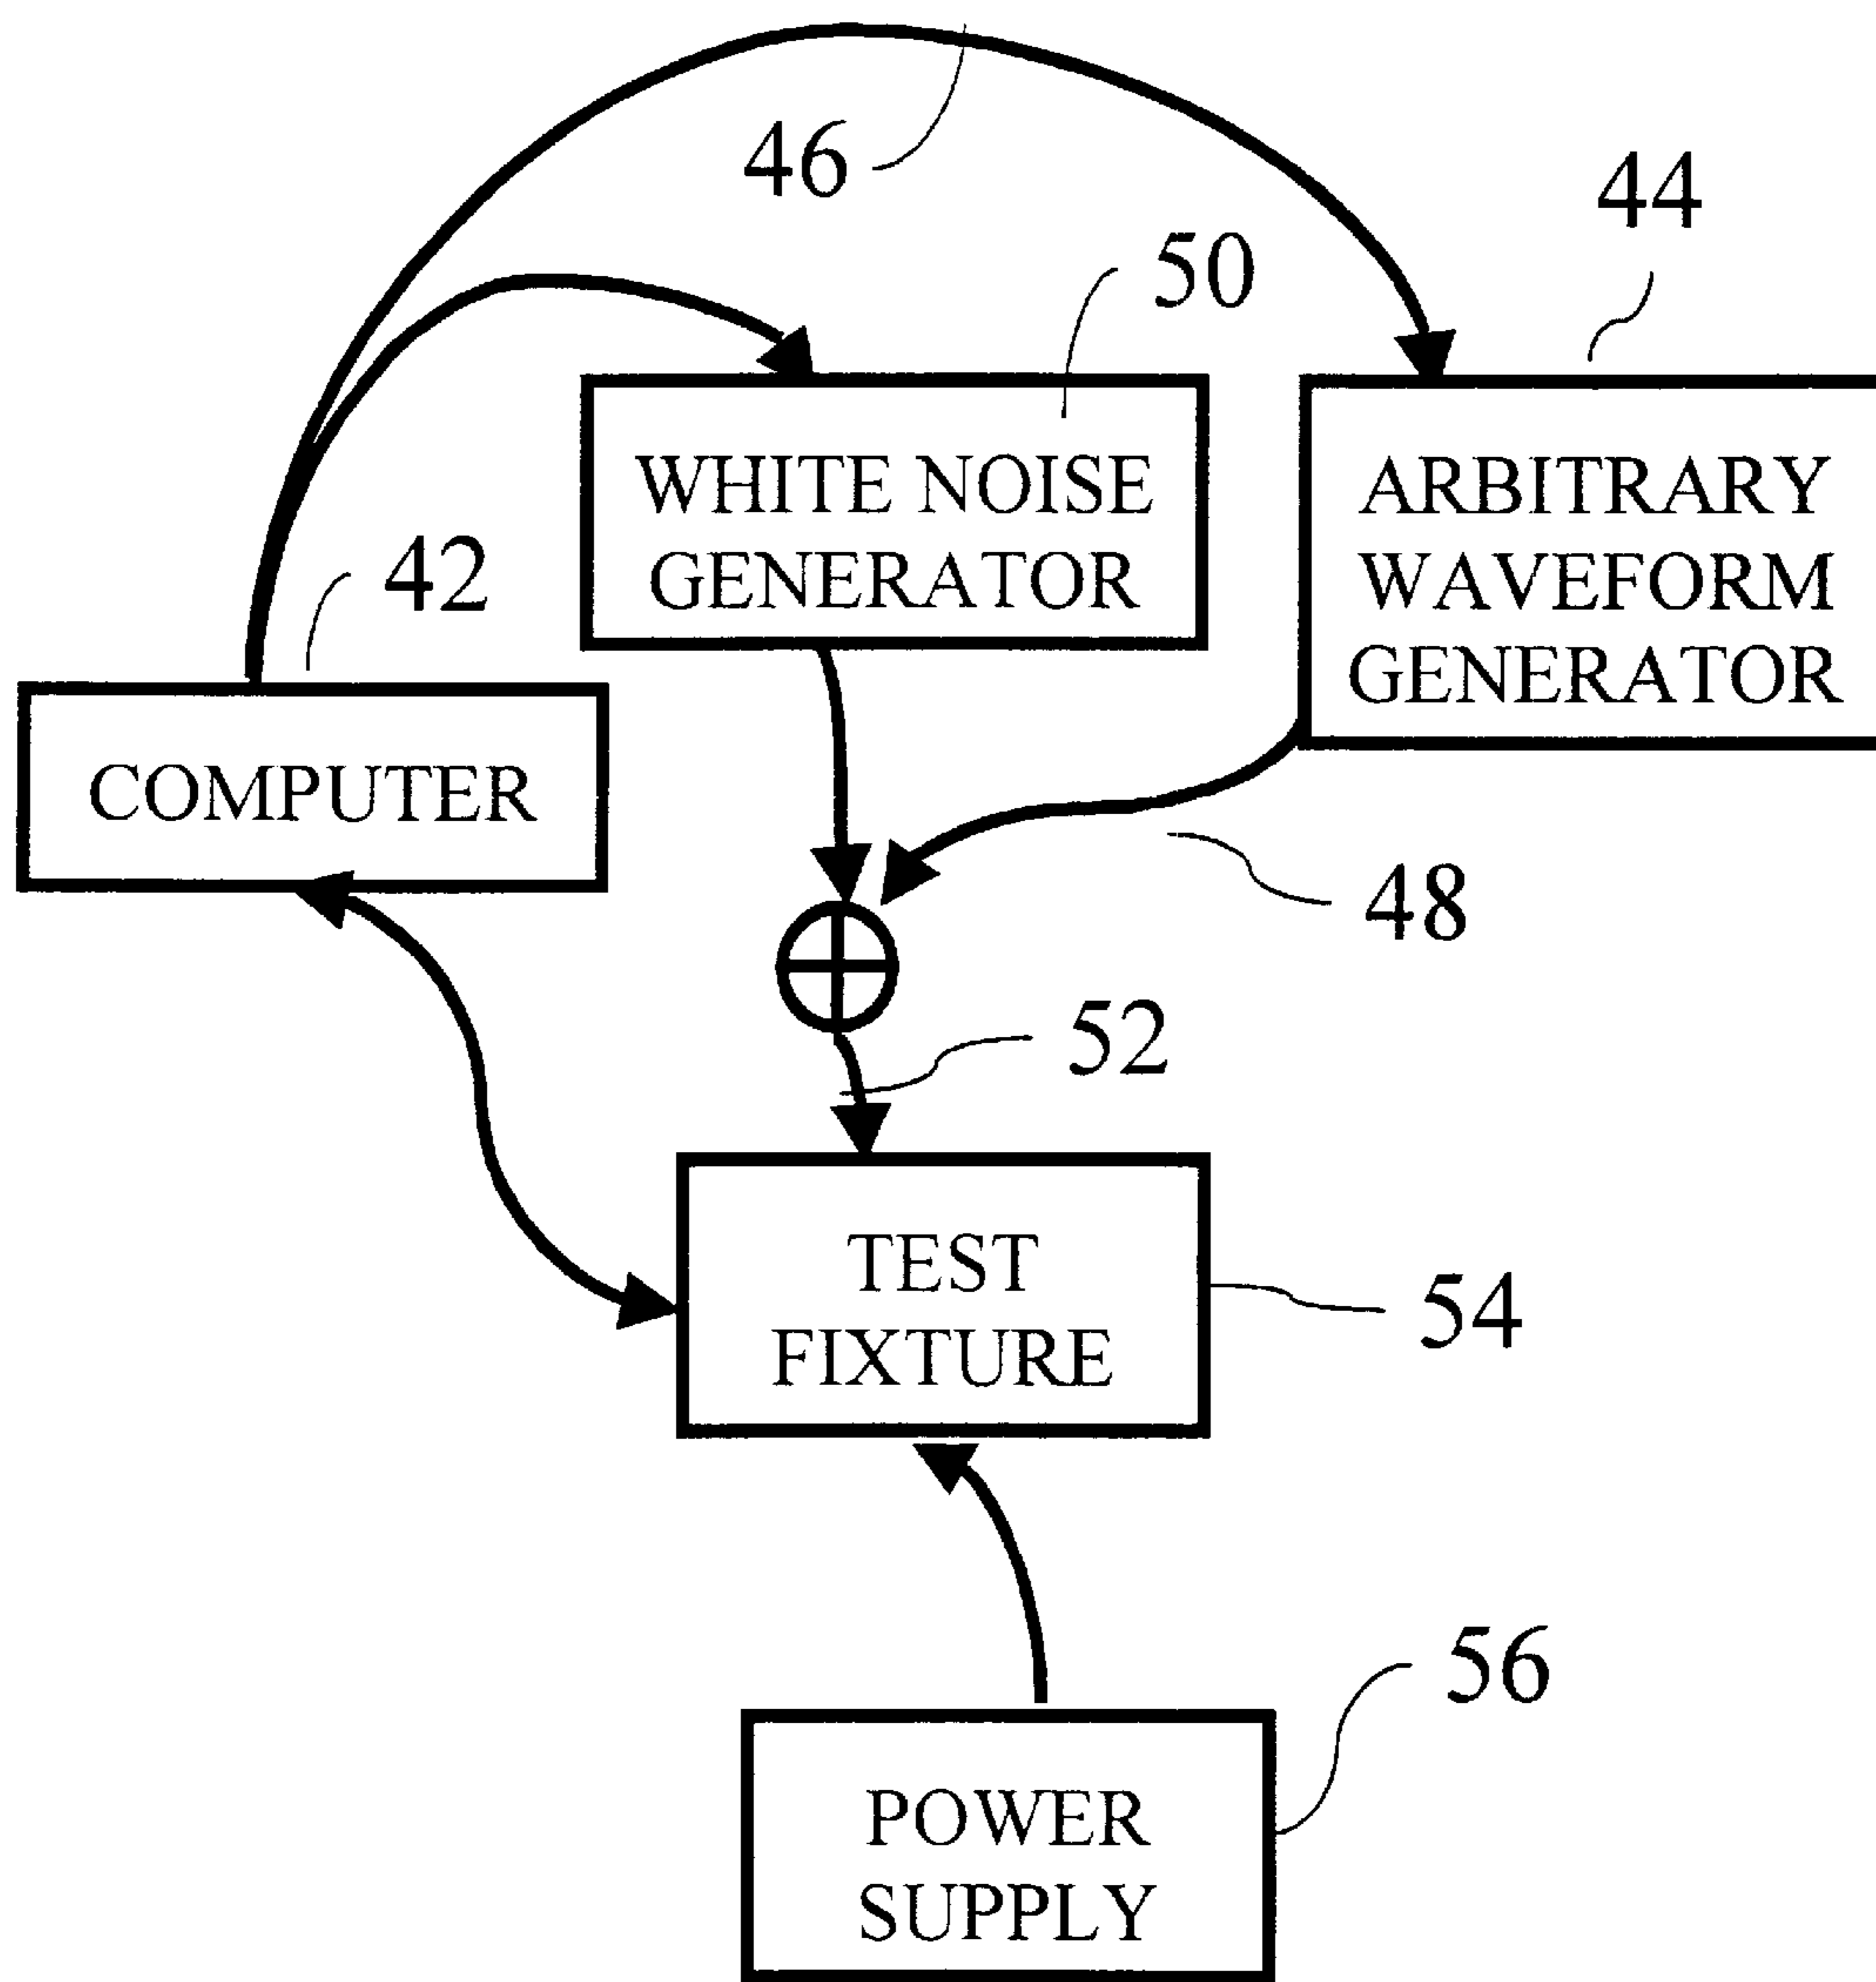 46
44
50
WHITE NOISE
GENERATOR
ARBITRARY
WAVEFORM
GENERATOR
42
COMPUTER
48
52
TEST
FIXTURE
54
56
POWER
SUPPLY